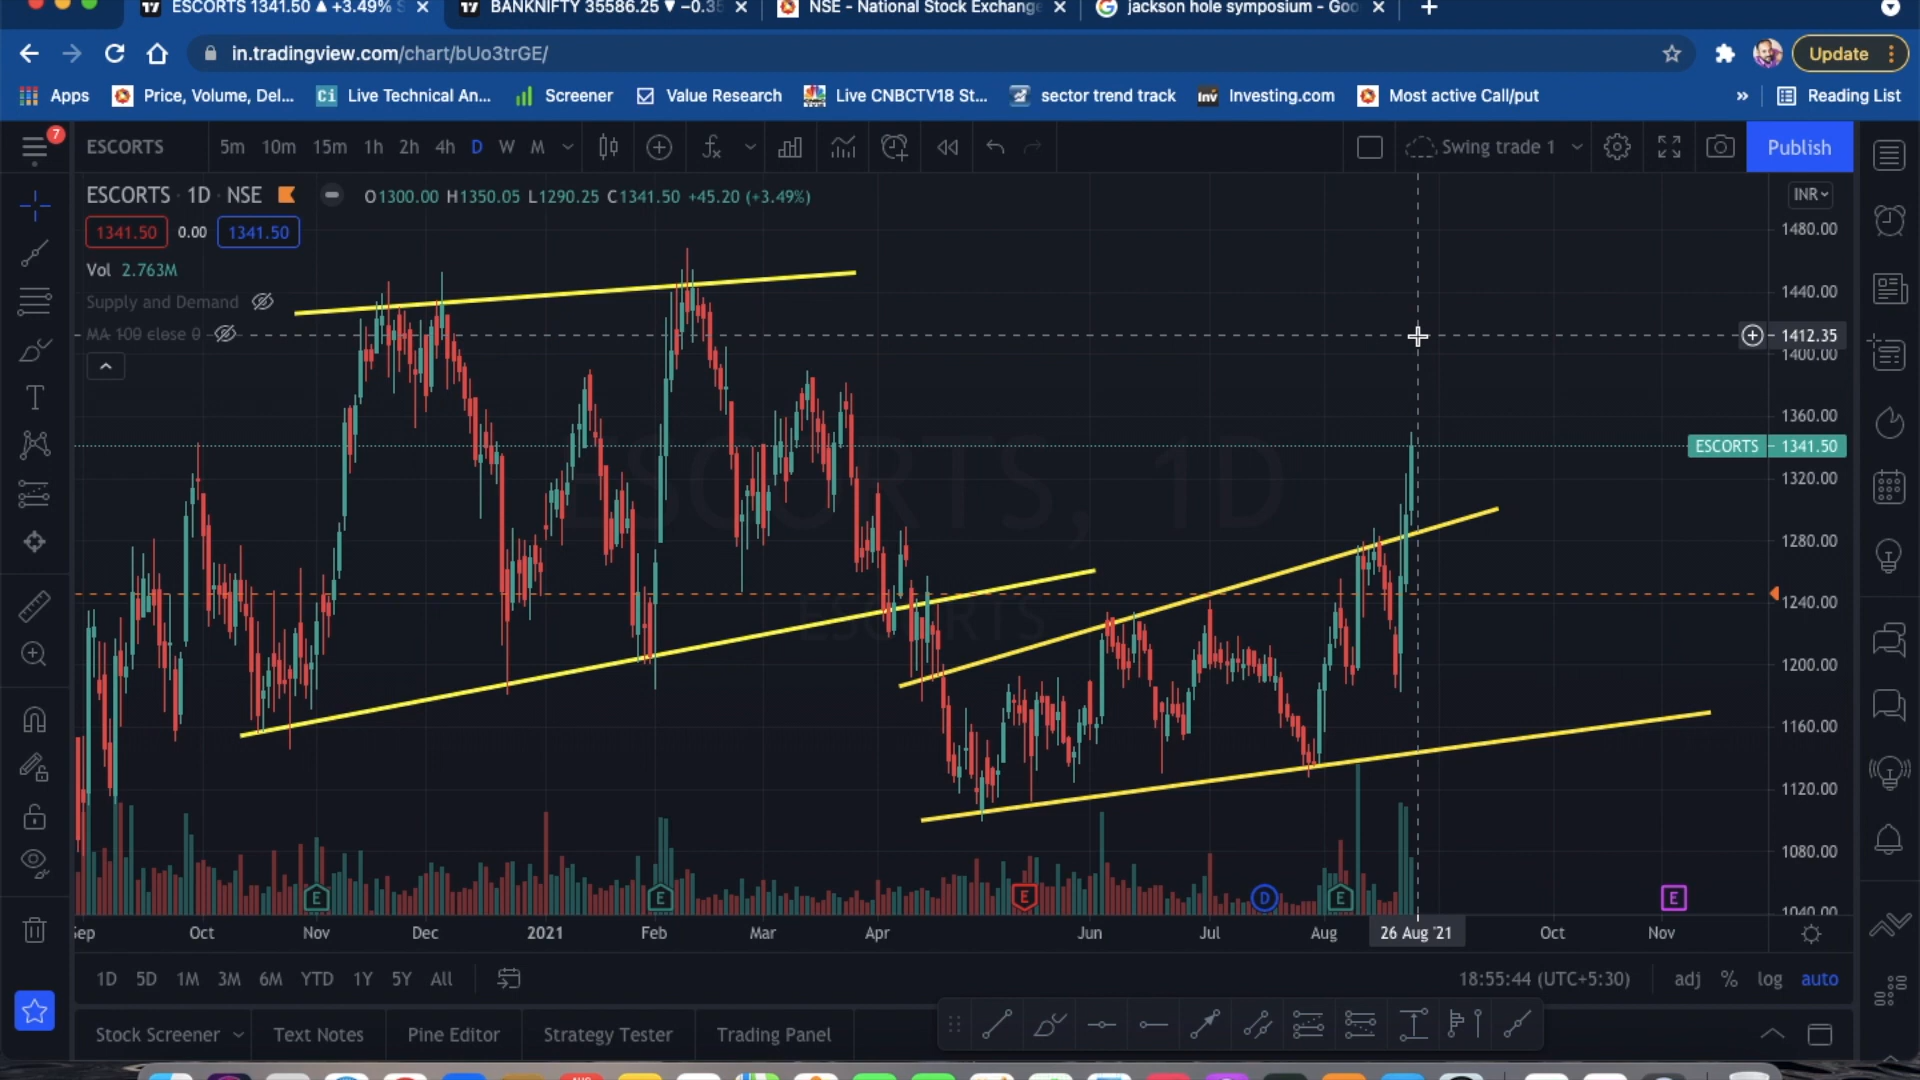 ESCORTS 1341.50 ▲ +3.49%
BANKNIFTY 35586.25 ▼ −0.35
NSE - National Stock Exchange
jackson hole symposium - Goo
in.tradingview.com/chart/bUo3trGE/
Update
Apps
Price, Volume, Del...
Live Technical An...
Screener
Value Research
Live CNBCTV18 St...
sector trend track
Investing.com
Most active Call/put
»
Reading List
7
ESCORTS
5m 10m 15m 1h 2h 4h D W M
Swing trade 1
Publish
ESCORTS · 1D · NSE
O1300.00 H1350.05 L1290.25 C1341.50 +45.20 (+3.49%)
INR
1341.50 0.00 1341.50
Vol 2.763M
Supply and Demand
MA 100 close 0
1480.00
1440.00
1412.35
1400.00
1360.00
ESCORTS 1341.50
1320.00
1280.00
1240.00
1200.00
1160.00
1120.00
1080.00
1040.00
ESCORTS, 1D
ESCORTS
E E E D E E
Sep Oct Nov Dec 2021 Feb Mar Apr Jun Jul Aug 26 Aug '21 Oct Nov
1D 5D 1M 3M 6M YTD 1Y 5Y All
18:55:44 (UTC+5:30) adj % log auto
Stock Screener
Text Notes
Pine Editor
Strategy Tester
Trading Panel